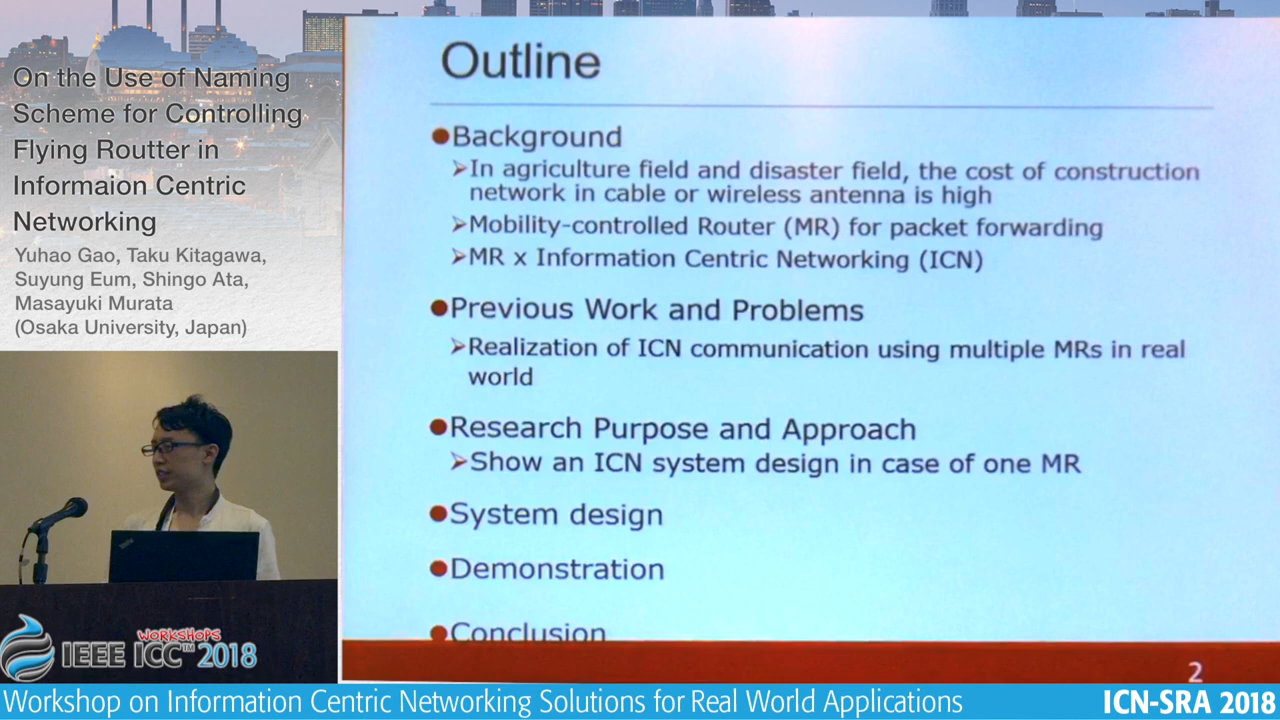 On the Use of Naming
Scheme for Controlling
Flying Routter in
Informaion Centric
Networking
Yuhao Gao, Taku Kitagawa,
Suyung Eum, Shingo Ata,
Masayuki Murata
(Osaka University, Japan)
Outline
●Background
➢In agriculture field and disaster field, the cost of construction
network in cable or wireless antenna is high
➢Mobility-controlled Router (MR) for packet forwarding
➢MR x Information Centric Networking (ICN)
●Previous Work and Problems
➢Realization of ICN communication using multiple MRs in real
world
●Research Purpose and Approach
➢Show an ICN system design in case of one MR
●System design
●Demonstration
●Conclusion
2
WORKSHOPS
IEEE ICC™ 2018
Workshop on Information Centric Networking Solutions for Real World Applications
ICN-SRA 2018